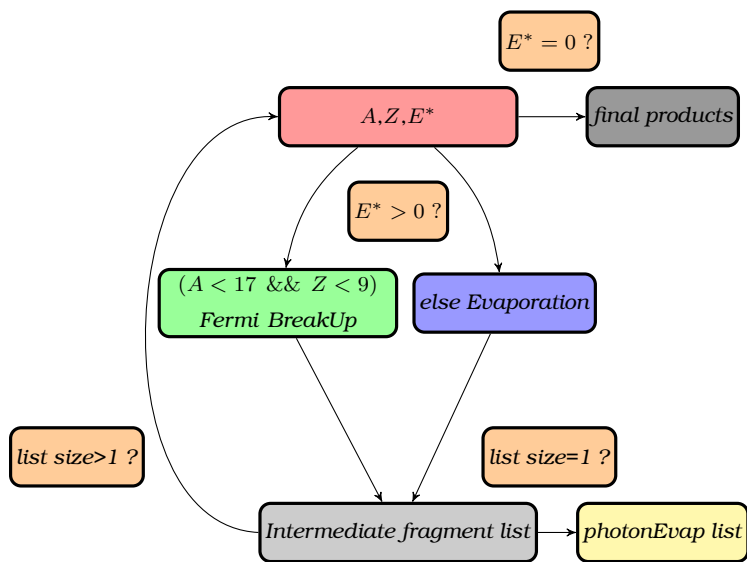 E* = 0 ?
A,Z,E*
final products
E* > 0 ?
(A < 17 && Z < 9)
Fermi BreakUp
else Evaporation
list size>1 ?
list size=1 ?
Intermediate fragment list
photonEvap list